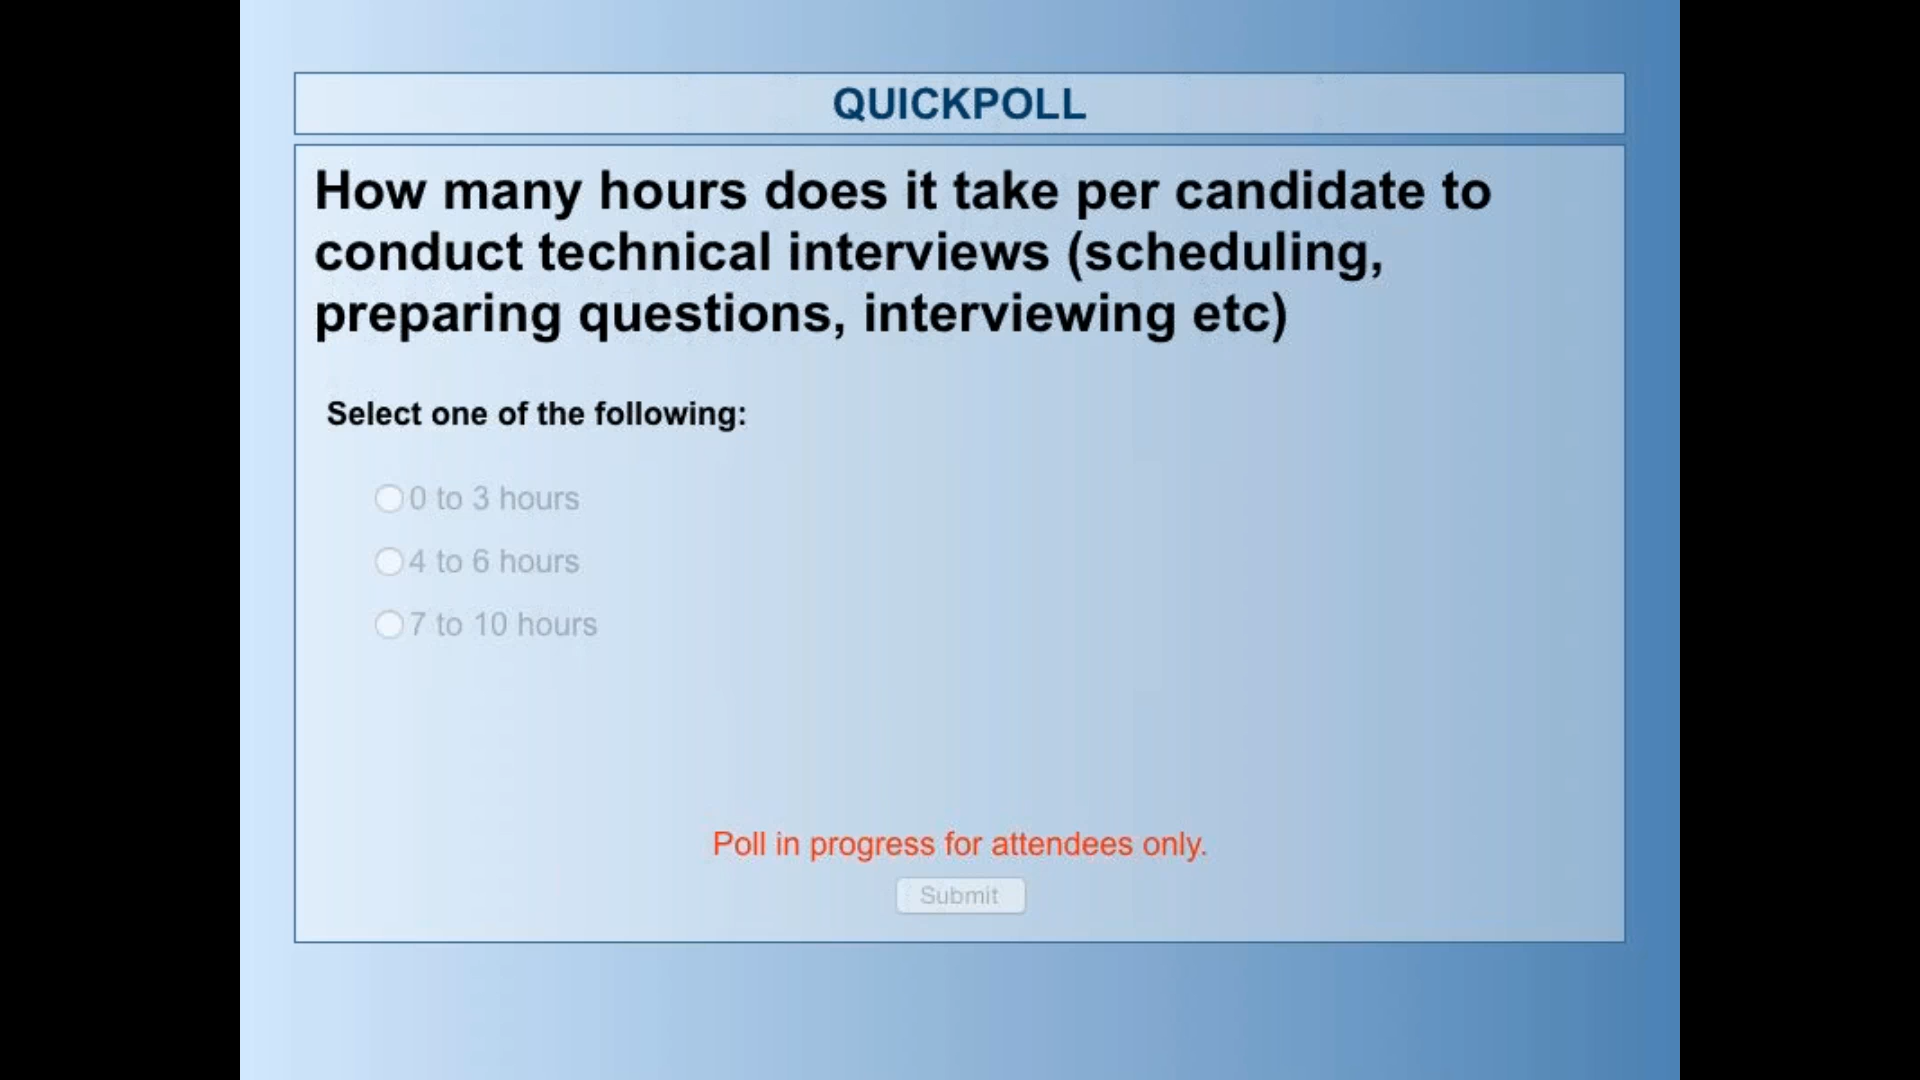 QUICKPOLL
How many hours does it take per candidate to
conduct technical interviews (scheduling,
preparing questions, interviewing etc)
Select one of the following:
0 to 3 hours
4 to 6 hours
7 to 10 hours
Poll in progress for attendees only.
Submit